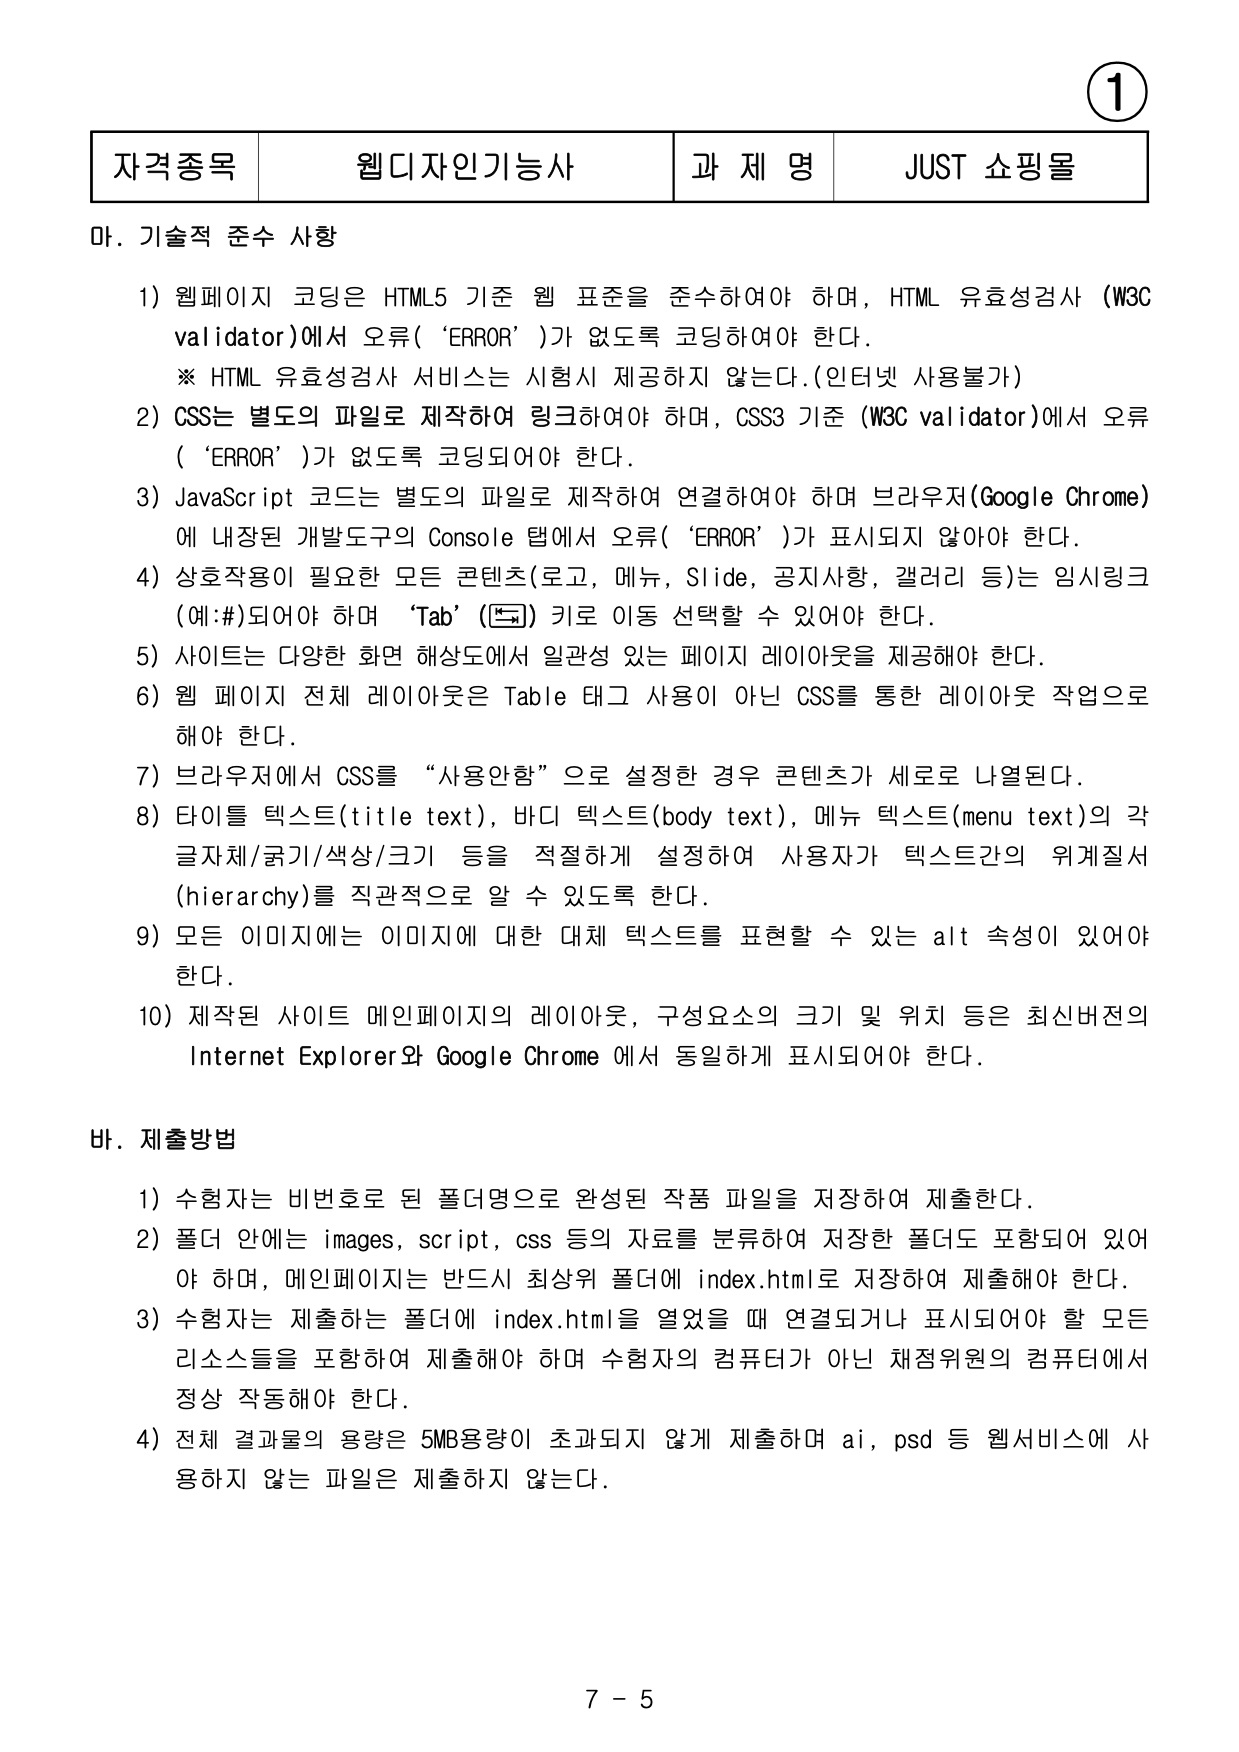 ①
자격종목 웹디자인기능사 과 제 명 JUST 쇼핑몰
마. 기술적 준수 사항
1) 웹페이지 코딩은 HTML5 기준 웹 표준을 준수하여야 하며, HTML 유효성검사 (W3C
validator)에서 오류(‘ERROR’)가 없도록 코딩하여야 한다.
※ HTML 유효성검사 서비스는 시험시 제공하지 않는다.(인터넷 사용불가)
2) CSS는 별도의 파일로 제작하여 링크하여야 하며, CSS3 기준 (W3C validator)에서 오류
(‘ERROR’)가 없도록 코딩되어야 한다.
3) JavaScript 코드는 별도의 파일로 제작하여 연결하여야 하며 브라우저(Google Chrome)
에 내장된 개발도구의 Console 탭에서 오류(‘ERROR’)가 표시되지 않아야 한다.
4) 상호작용이 필요한 모든 콘텐츠(로고, 메뉴, Slide, 공지사항, 갤러리 등)는 임시링크
(예:#)되어야 하며 ‘Tab’(↹) 키로 이동 선택할 수 있어야 한다.
5) 사이트는 다양한 화면 해상도에서 일관성 있는 페이지 레이아웃을 제공해야 한다.
6) 웹 페이지 전체 레이아웃은 Table 태그 사용이 아닌 CSS를 통한 레이아웃 작업으로
해야 한다.
7) 브라우저에서 CSS를 “사용안함”으로 설정한 경우 콘텐츠가 세로로 나열된다.
8) 타이틀 텍스트(title text), 바디 텍스트(body text), 메뉴 텍스트(menu text)의 각
글자체/굵기/색상/크기 등을 적절하게 설정하여 사용자가 텍스트간의 위계질서
(hierarchy)를 직관적으로 알 수 있도록 한다.
9) 모든 이미지에는 이미지에 대한 대체 텍스트를 표현할 수 있는 alt 속성이 있어야
한다.
10) 제작된 사이트 메인페이지의 레이아웃, 구성요소의 크기 및 위치 등은 최신버전의
Internet Explorer와 Google Chrome 에서 동일하게 표시되어야 한다.
바. 제출방법
1) 수험자는 비번호로 된 폴더명으로 완성된 작품 파일을 저장하여 제출한다.
2) 폴더 안에는 images, script, css 등의 자료를 분류하여 저장한 폴더도 포함되어 있어
야 하며, 메인페이지는 반드시 최상위 폴더에 index.html로 저장하여 제출해야 한다.
3) 수험자는 제출하는 폴더에 index.html을 열었을 때 연결되거나 표시되어야 할 모든
리소스들을 포함하여 제출해야 하며 수험자의 컴퓨터가 아닌 채점위원의 컴퓨터에서
정상 작동해야 한다.
4) 전체 결과물의 용량은 5MB용량이 초과되지 않게 제출하며 ai, psd 등 웹서비스에 사
용하지 않는 파일은 제출하지 않는다.
7 - 5